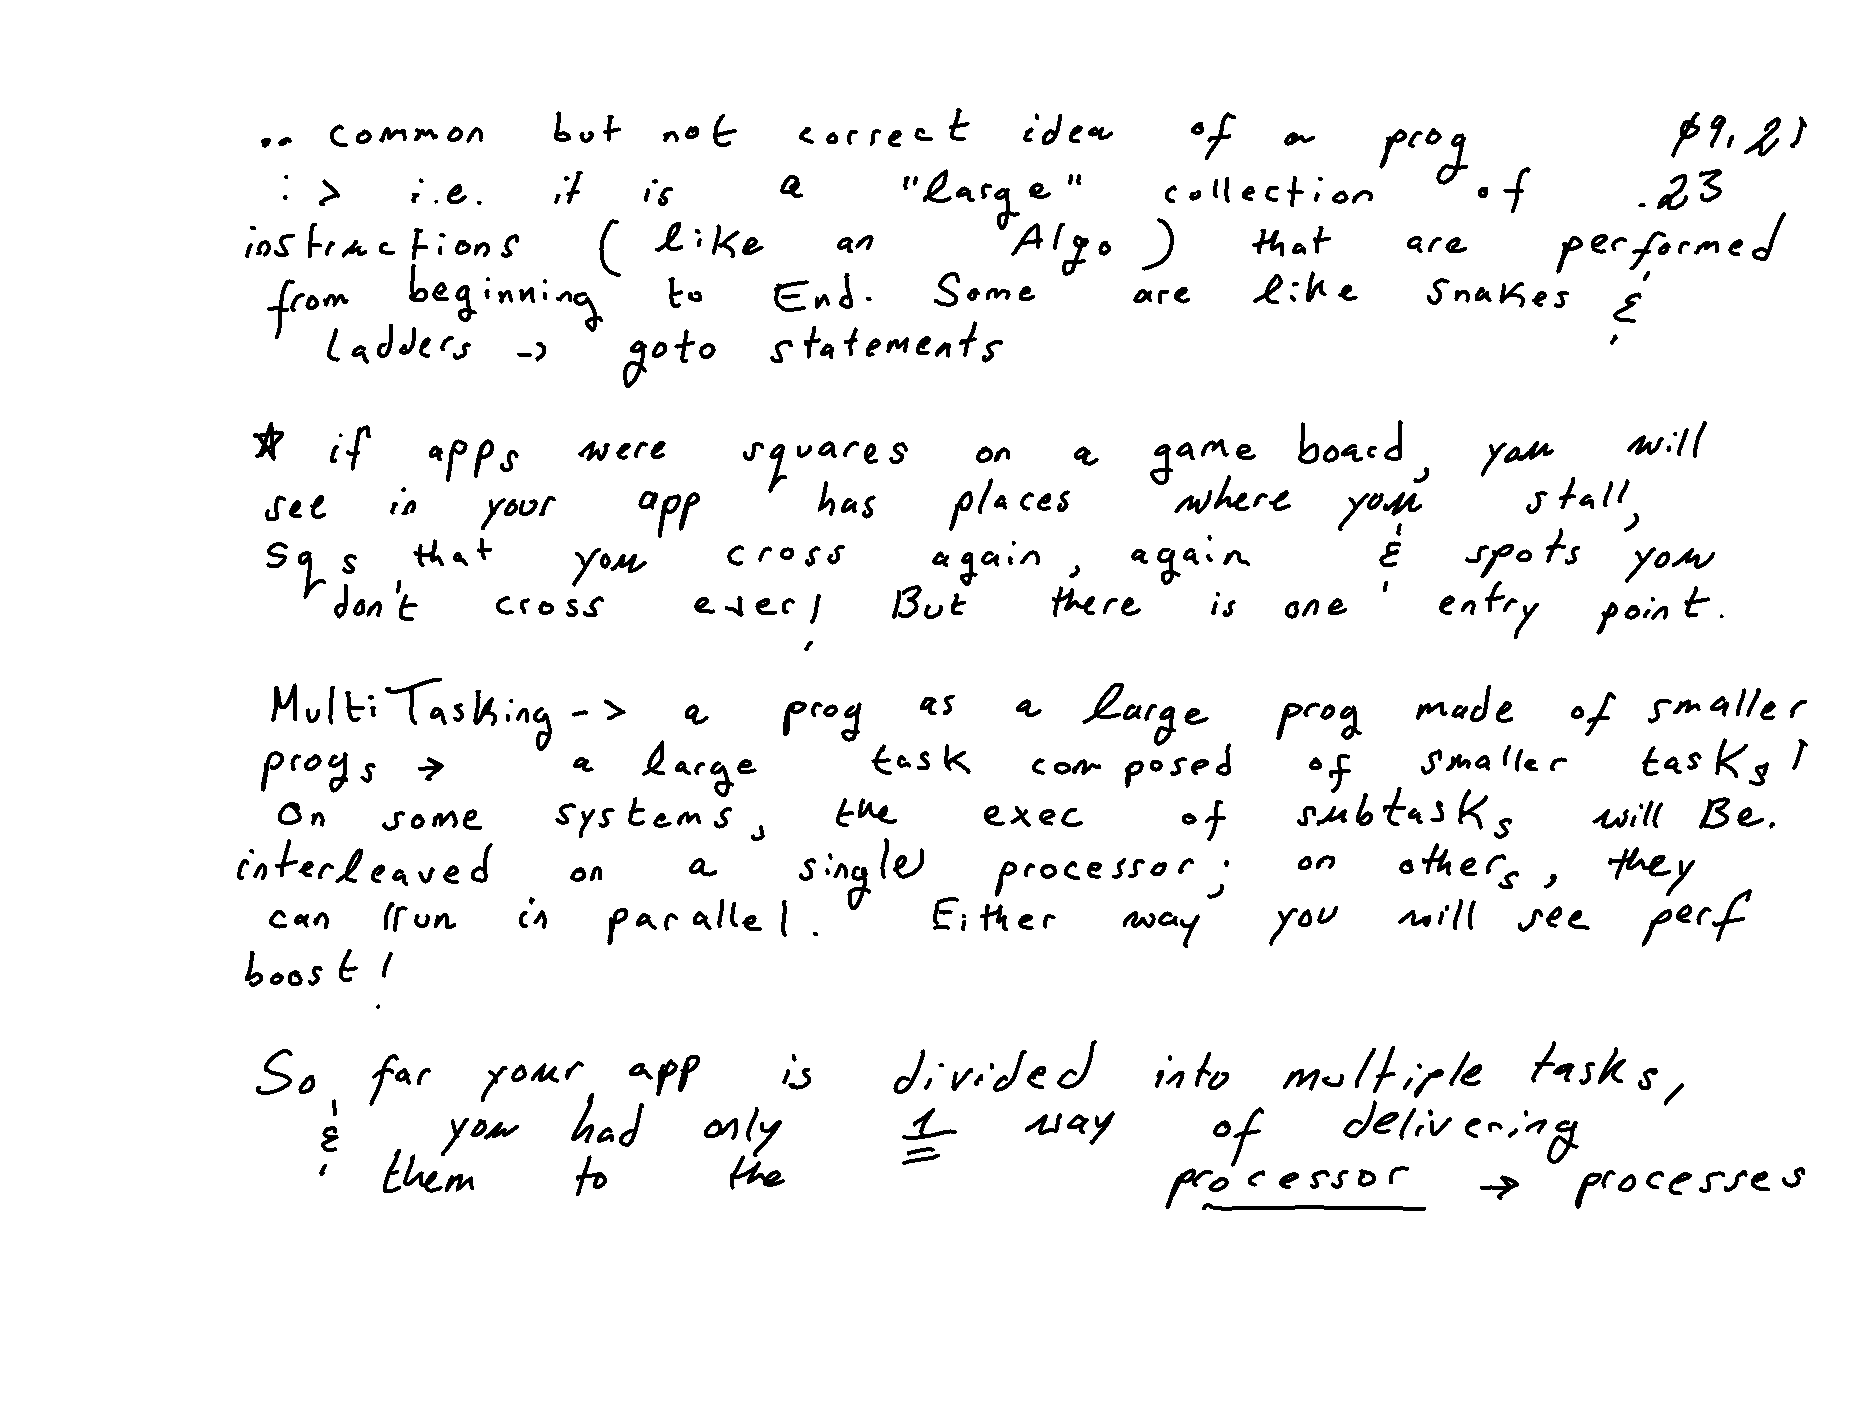 .. common but not correct idea of a prog
:> i.e. it is a "large" collection of .23
instructions (like an Algo) that are performed
from beginning to End. Some are like snakes &
Ladders -> goto statements
* if apps were squares on a game board, you will
see in your app has places where you stall,
Sqs that you cross again, again & spots you
don't cross ever! But there is one entry point.
MultiTasking -> a prog as a large prog made of smaller
progs -> a large task composed of smaller tasks!
On some systems, the exec of subtasks will Be.
interleaved on a single processor; on others, they
can run in parallel. Either way you will see perf
boost!
So far your app is divided into multiple tasks,
& you had only 1 way of delivering
them to the processor -> processes